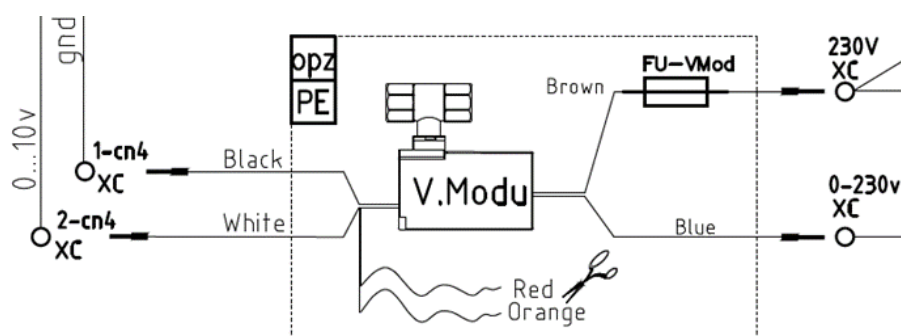 gnd
0...10v
opz
PE
1-cn4
XC
Black
2-cn4
XC
White
V.Modu
Red
Orange
Brown
FU-VMod
230V
XC
Blue
0-230v
XC